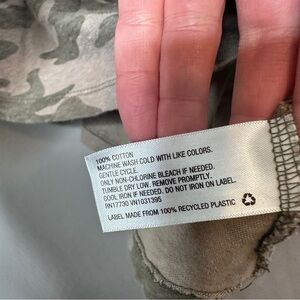 100% COTTON
MACHINE WASH COLD WITH LIKE COLORS.
GENTLE CYCLE.
ONLY NON-CHLORINE BLEACH IF NEEDED.
TUMBLE DRY LOW. REMOVE PROMPTLY.
COOL IRON IF NEEDED. DO NOT IRON ON LABEL.
RN17730 VN1031395
LABEL MADE FROM 100% RECYCLED PLASTIC